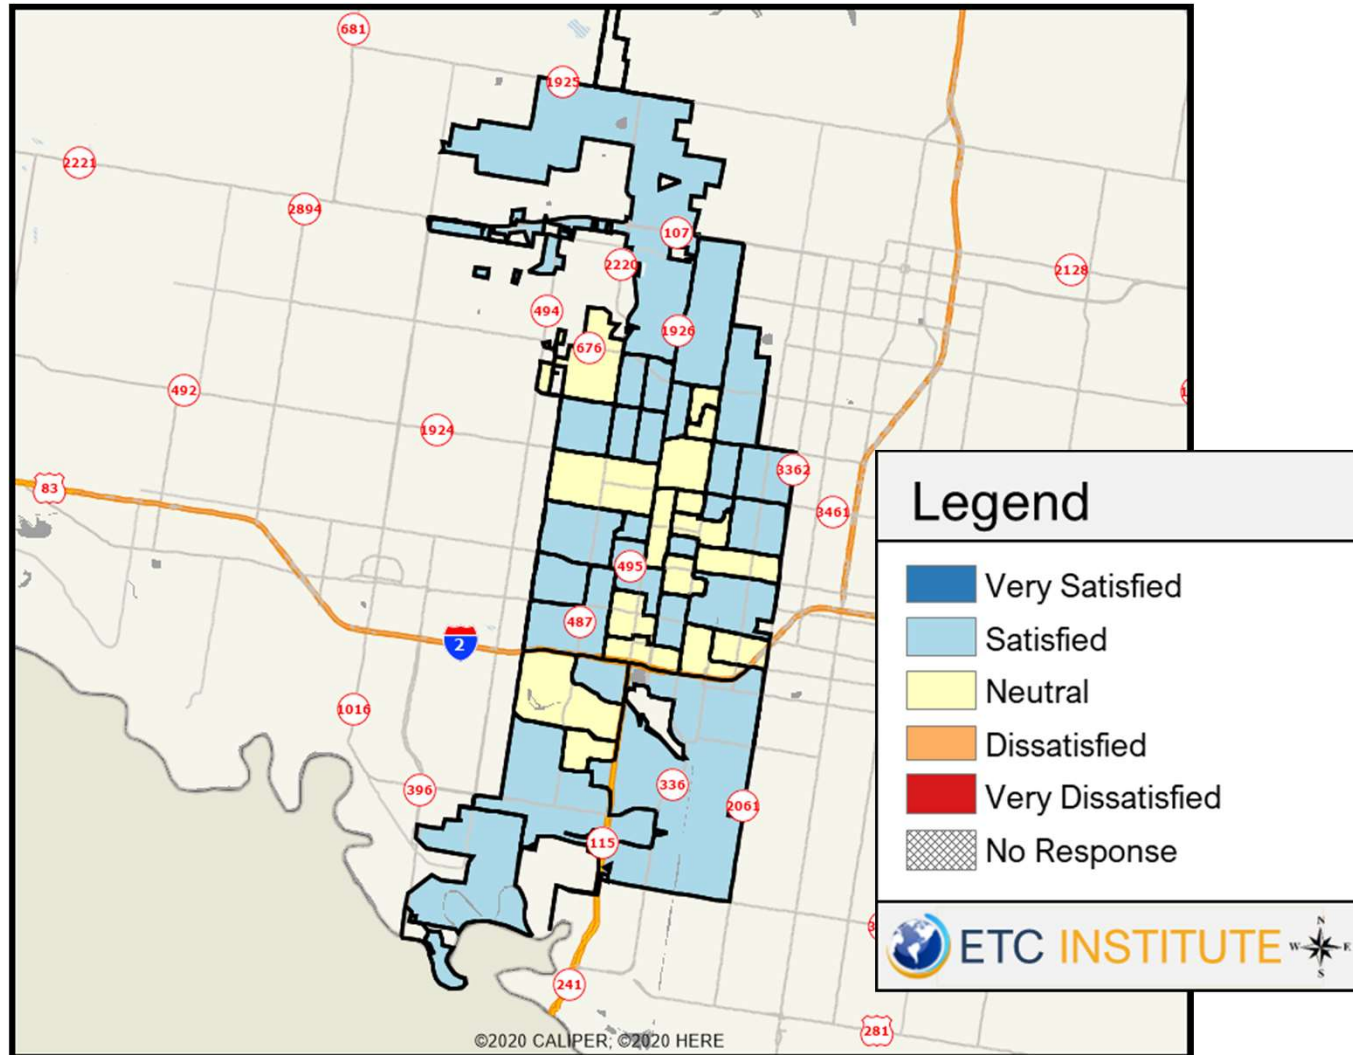 681
1925
2221
2894
107
2220
2128
494
1926
676
492
1924
3362
83
3461
495
487
2
1016
336
396
2061
115
241
281
©2020 CALIPER; ©2020 HERE
Legend
Very Satisfied
Satisfied
Neutral
Dissatisfied
Very Dissatisfied
No Response
ETC INSTITUTE
N
W E
S